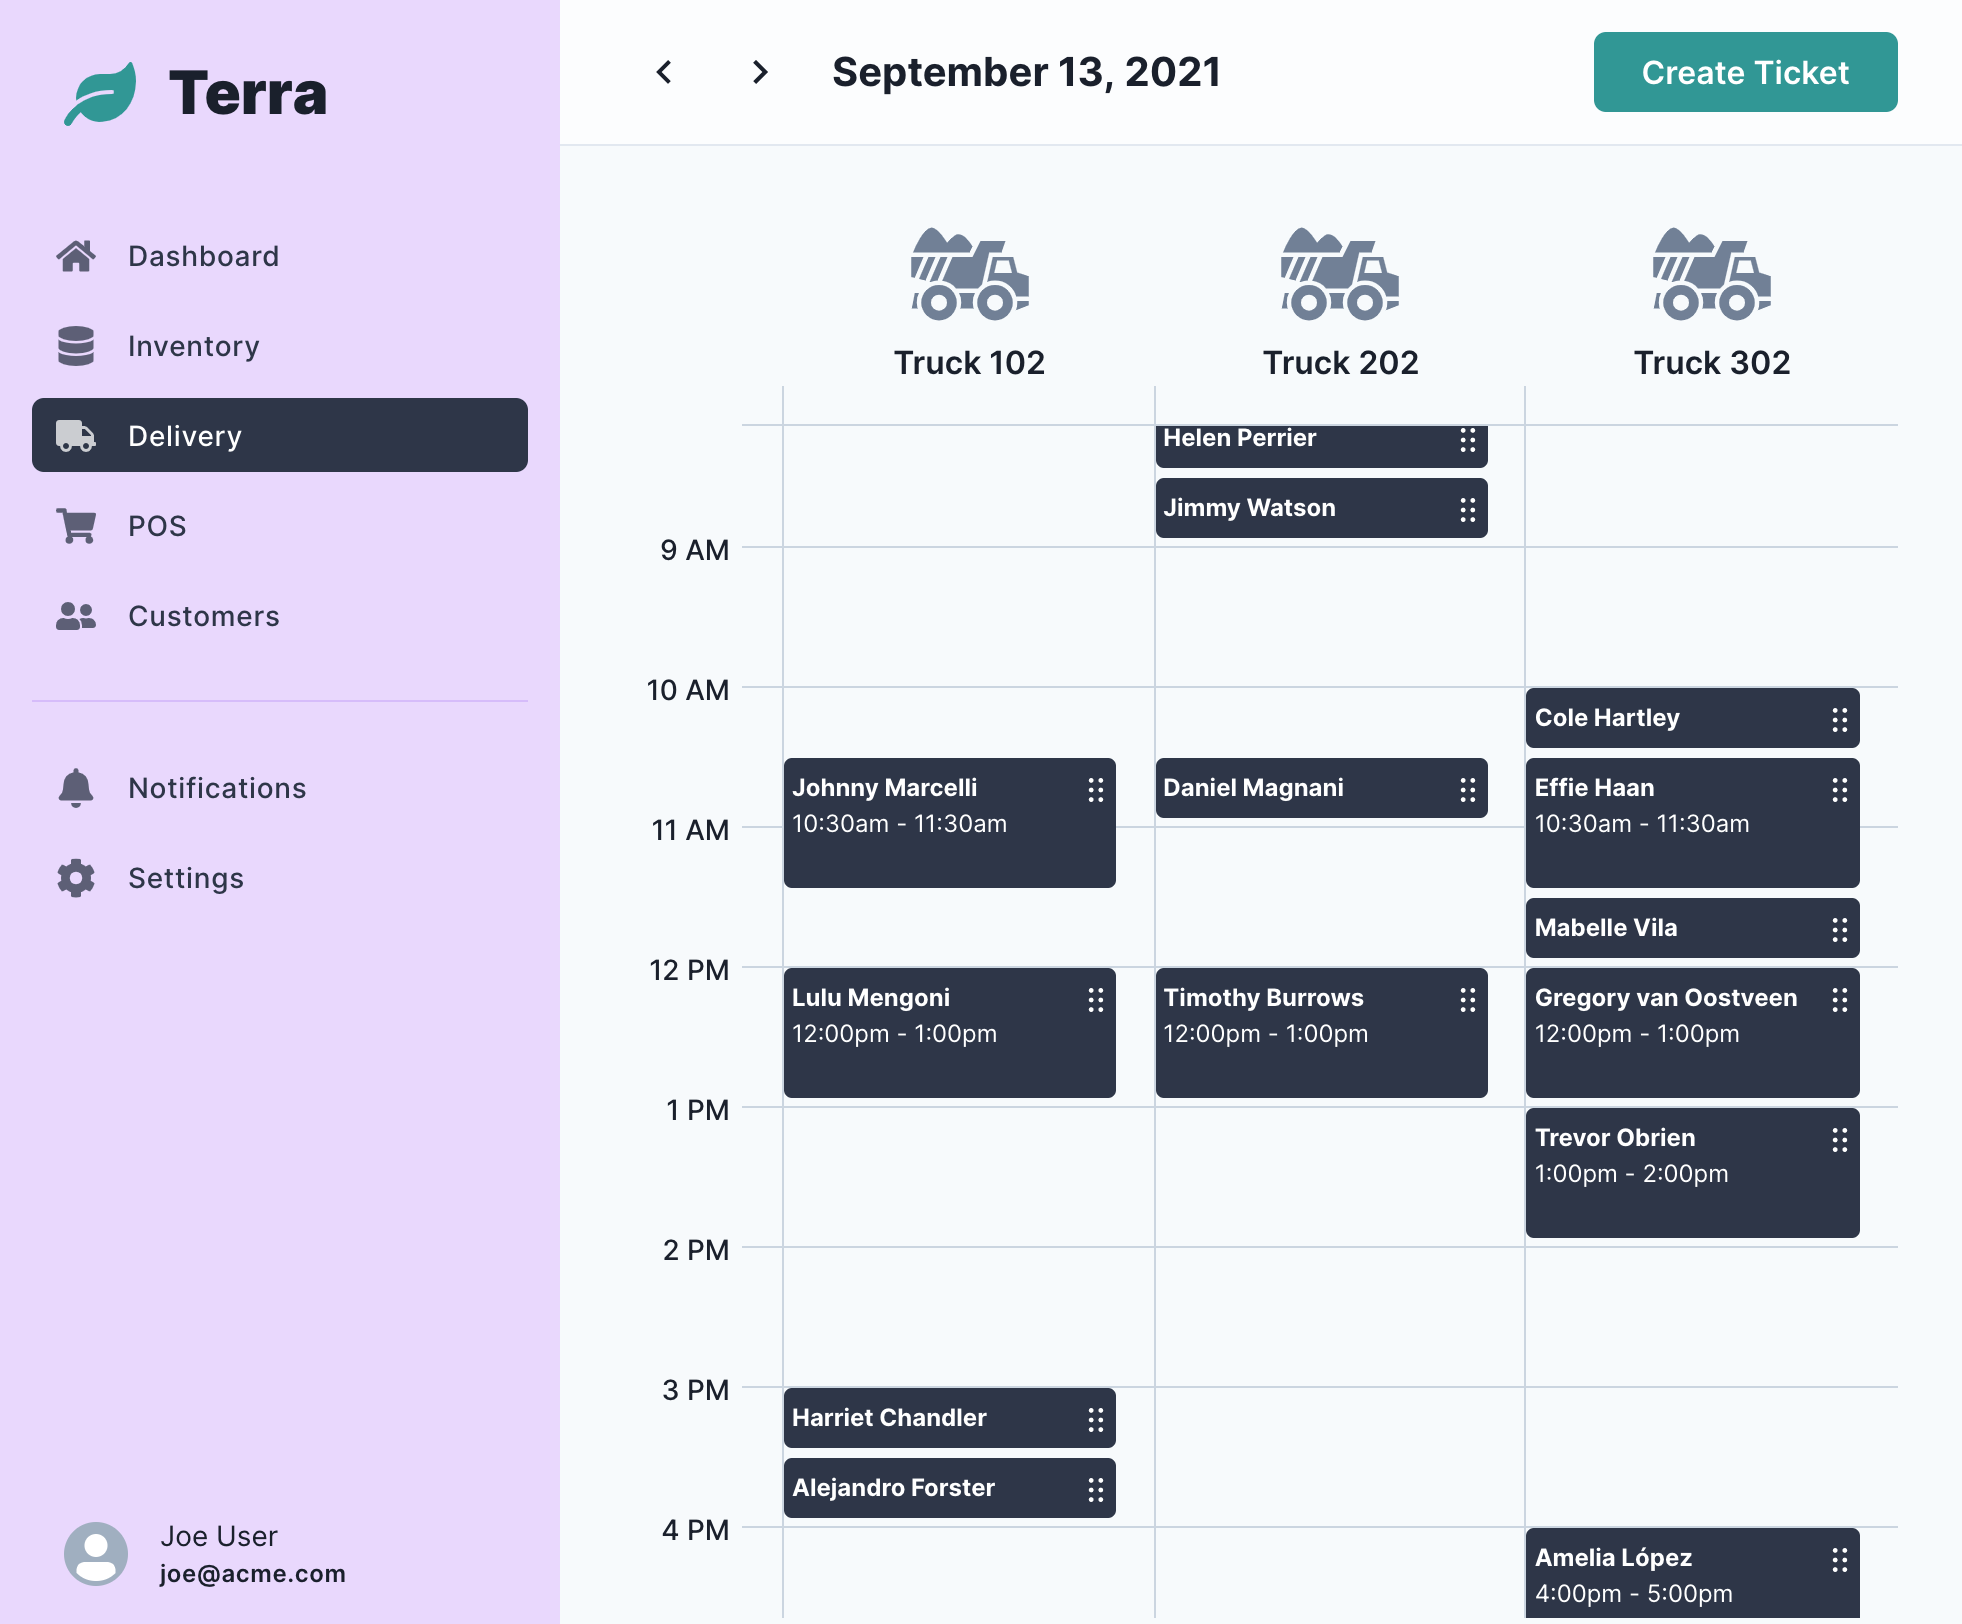 Terra
Dashboard
Inventory
Delivery
POS
Customers
Notifications
Settings
Joe User
joe@acme.com
September 13, 2021
Create Ticket
Truck 102
Truck 202
Truck 302
Helen Perrier
Jimmy Watson
9 AM
10 AM
Cole Hartley
Johnny Marcelli
10:30am - 11:30am
Daniel Magnani
Effie Haan
10:30am - 11:30am
11 AM
Mabelle Vila
12 PM
Lulu Mengoni
12:00pm - 1:00pm
Timothy Burrows
12:00pm - 1:00pm
Gregory van Oostveen
12:00pm - 1:00pm
1 PM
Trevor Obrien
1:00pm - 2:00pm
2 PM
3 PM
Harriet Chandler
Alejandro Forster
4 PM
Amelia López
4:00pm - 5:00pm